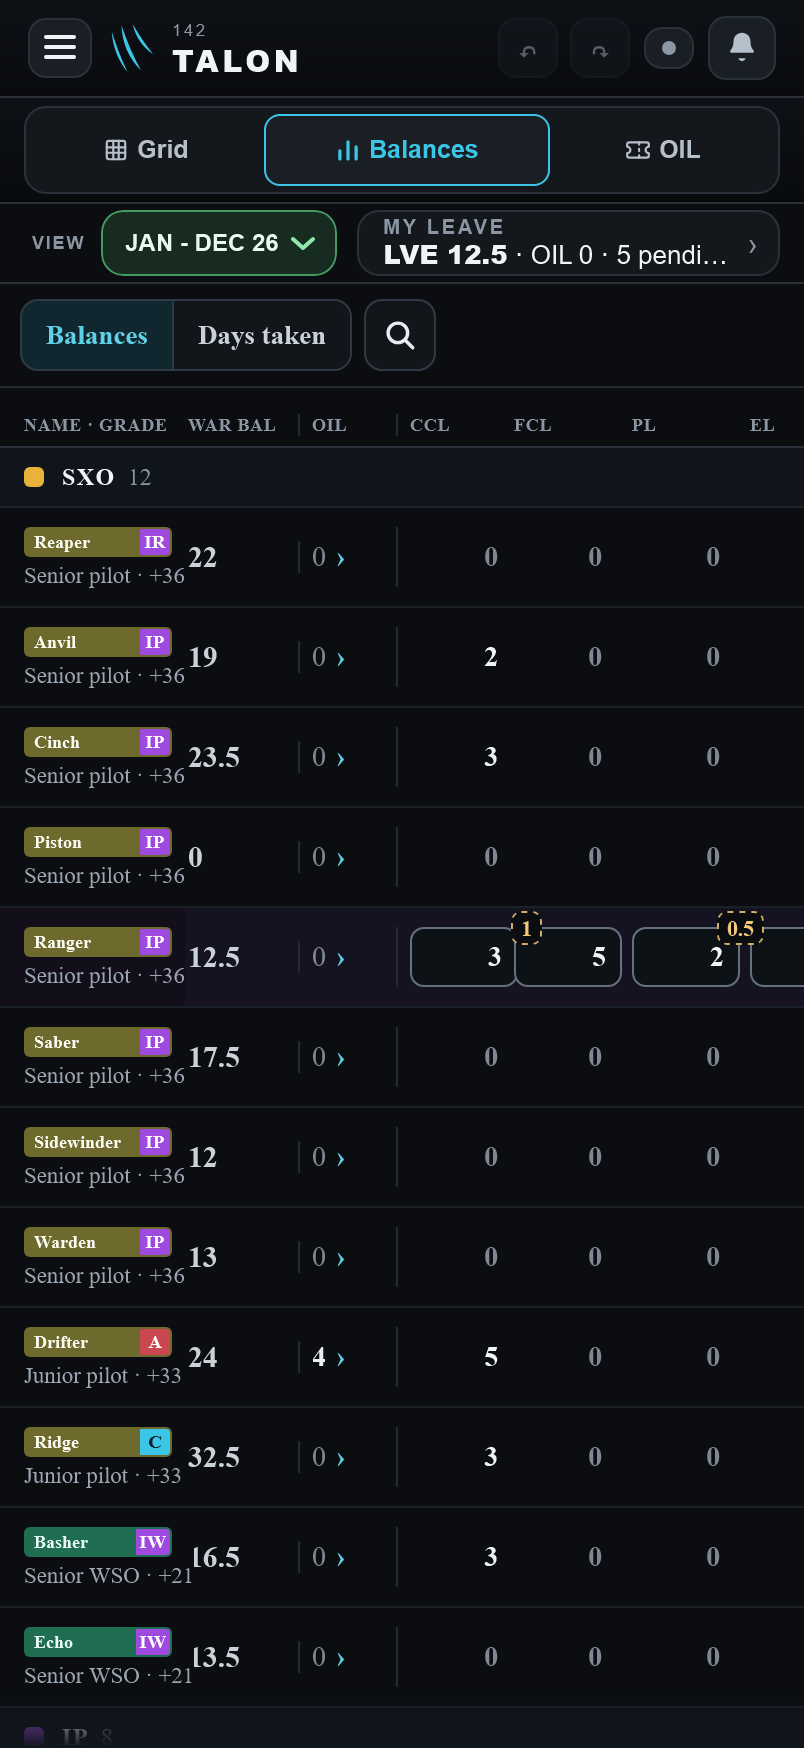 142
TALON
Grid
Balances
OIL
VIEW
JAN - DEC 26
MY LEAVE
LVE 12.5 · OIL 0 · 5 pendi...
Balances
Days taken
NAME · GRADE WAR BAL OIL CCL FCL PL EL
SXO 12
Reaper IR
Senior pilot · +36 22 0 › 0 0 0
Anvil IP
Senior pilot · +36 19 0 › 2 0 0
Cinch IP
Senior pilot · +36 23.5 0 › 3 0 0
Piston IP
Senior pilot · +36 0 0 › 0 0 0
1 0.5
Ranger IP
Senior pilot · +36 12.5 0 › 3 5 2
Saber IP
Senior pilot · +36 17.5 0 › 0 0 0
Sidewinder IP
Senior pilot · +36 12 0 › 0 0 0
Warden IP
Senior pilot · +36 13 0 › 0 0 0
Drifter A
Junior pilot · +33 24 4 › 5 0 0
Ridge C
Junior pilot · +33 32.5 0 › 3 0 0
Basher IW
Senior WSO · +21 16.5 0 › 3 0 0
Echo IW
Senior WSO · +21 13.5 0 › 0 0 0
IP 8